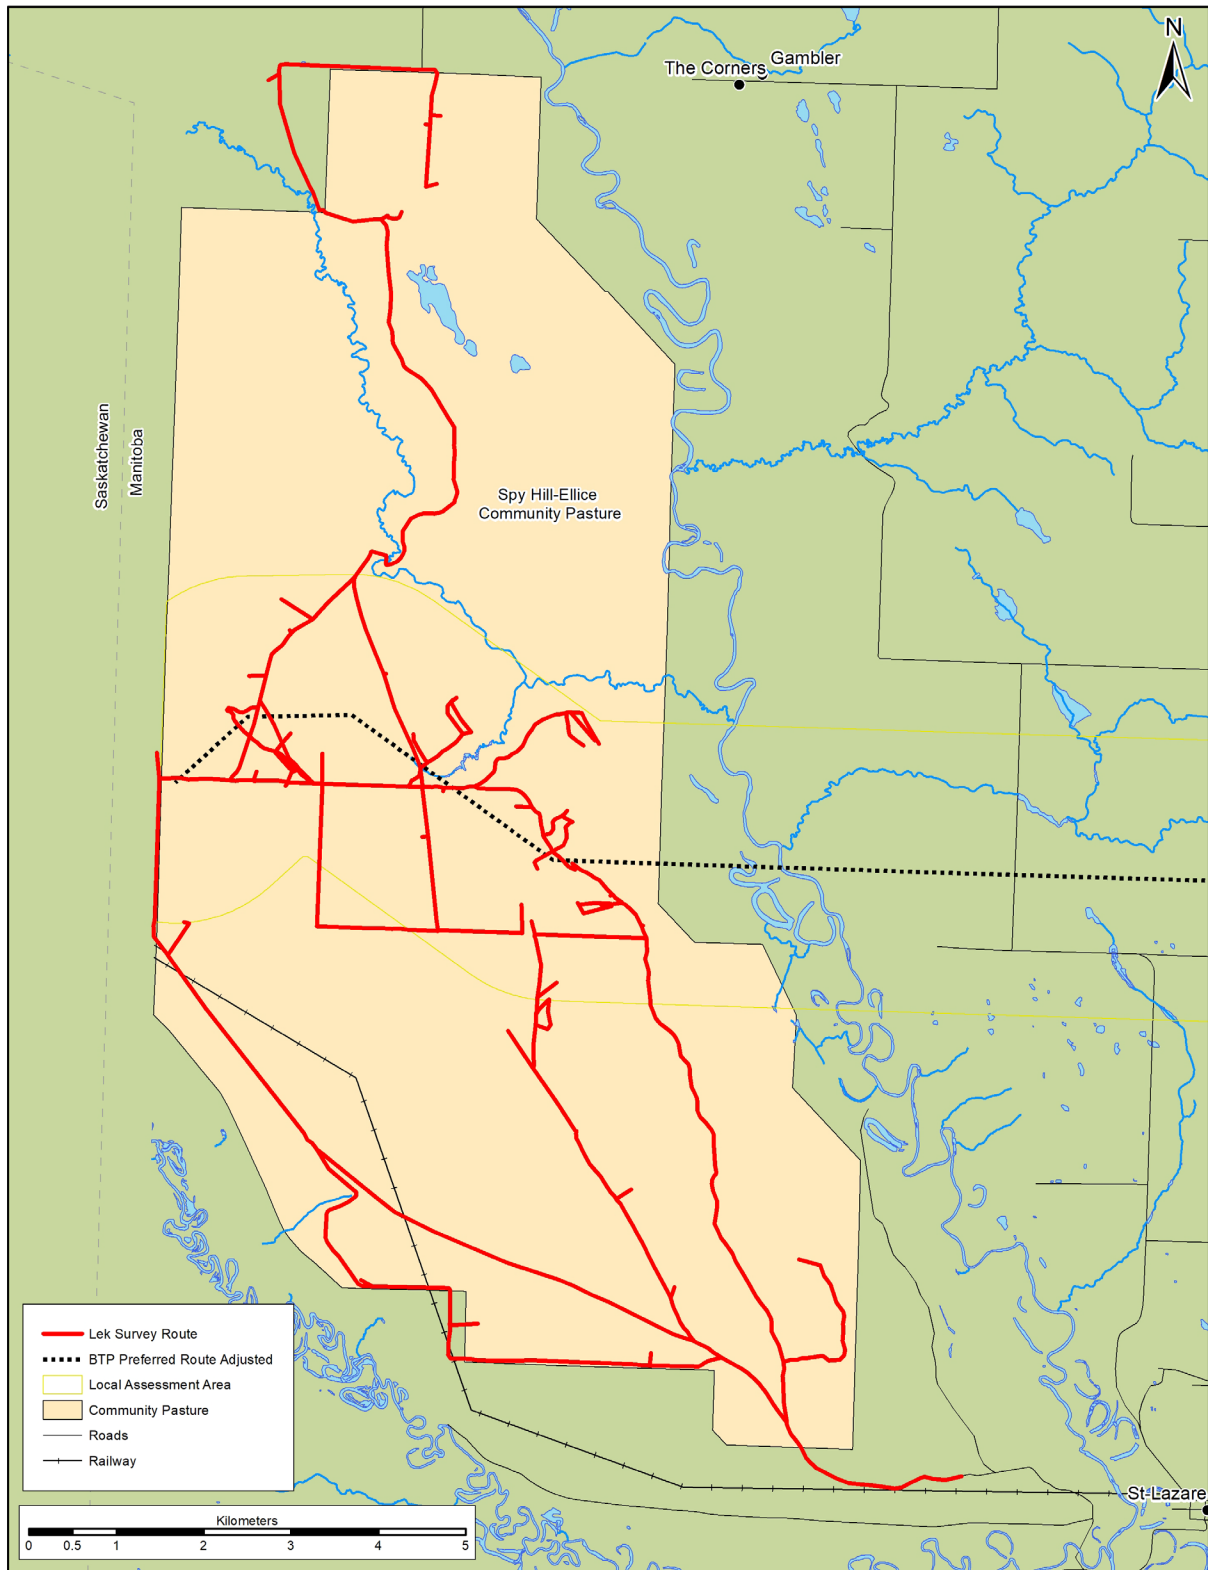 N
Gambler
The Corners
Saskatchewan
Manitoba
Spy Hill-Ellice
Community Pasture
Lek Survey Route
BTP Preferred Route Adjusted
Local Assessment Area
Community Pasture
Roads
Railway
St-Lazare
Kilometers
0 0.5 1 2 3 4 5